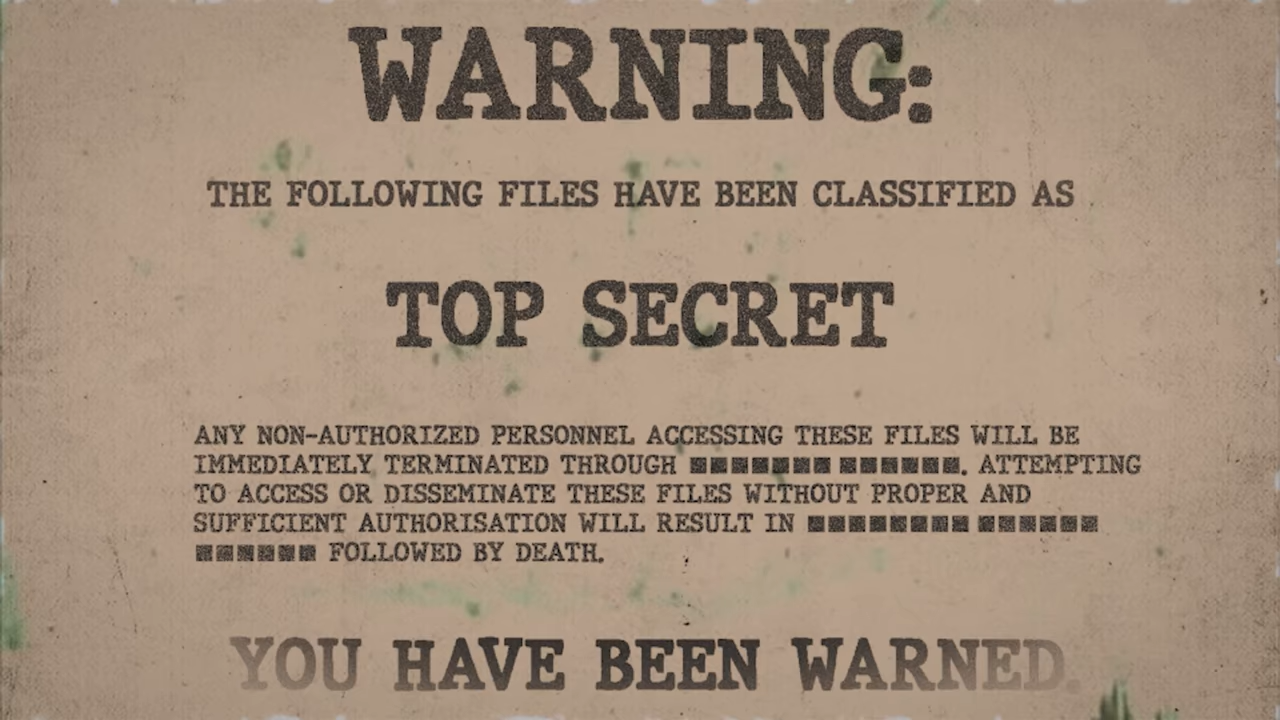 WARNING:
THE FOLLOWING FILES HAVE BEEN CLASSIFIED AS
TOP SECRET
ANY NON-AUTHORIZED PERSONNEL ACCESSING THESE FILES WILL BE
IMMEDIATELY TERMINATED THROUGH ■■■■■■■ ■■■■■■. ATTEMPTING
TO ACCESS OR DISSEMINATE THESE FILES WITHOUT PROPER AND
SUFFICIENT AUTHORISATION WILL RESULT IN ■■■■■■■■ ■■■■■■
■■■■■■ FOLLOWED BY DEATH.
YOU HAVE BEEN WARNED.